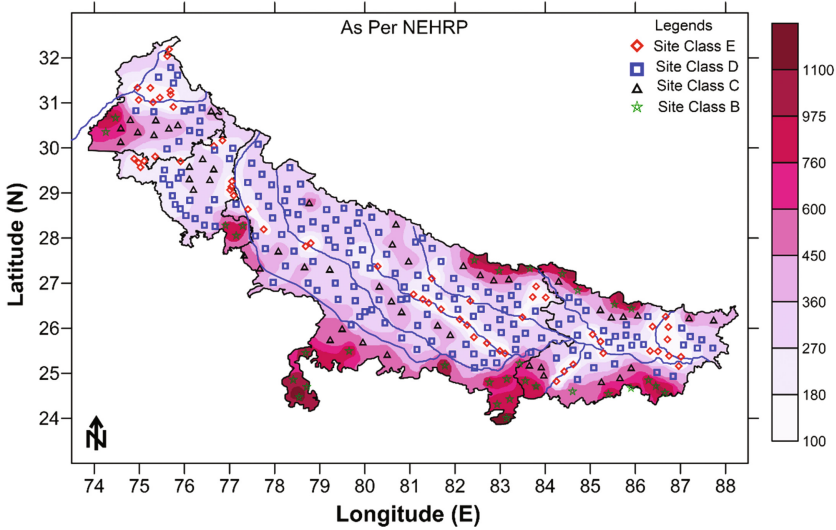 As Per NEHRP
Legends
Site Class E
Site Class D
Site Class C
Site Class B
1100
975
760
600
450
360
270
180
100
32
31
30
29
28
27
26
25
24
Latitude (N)
N
74 75 76 77 78 79 80 81 82 83 84 85 86 87 88
Longitude (E)